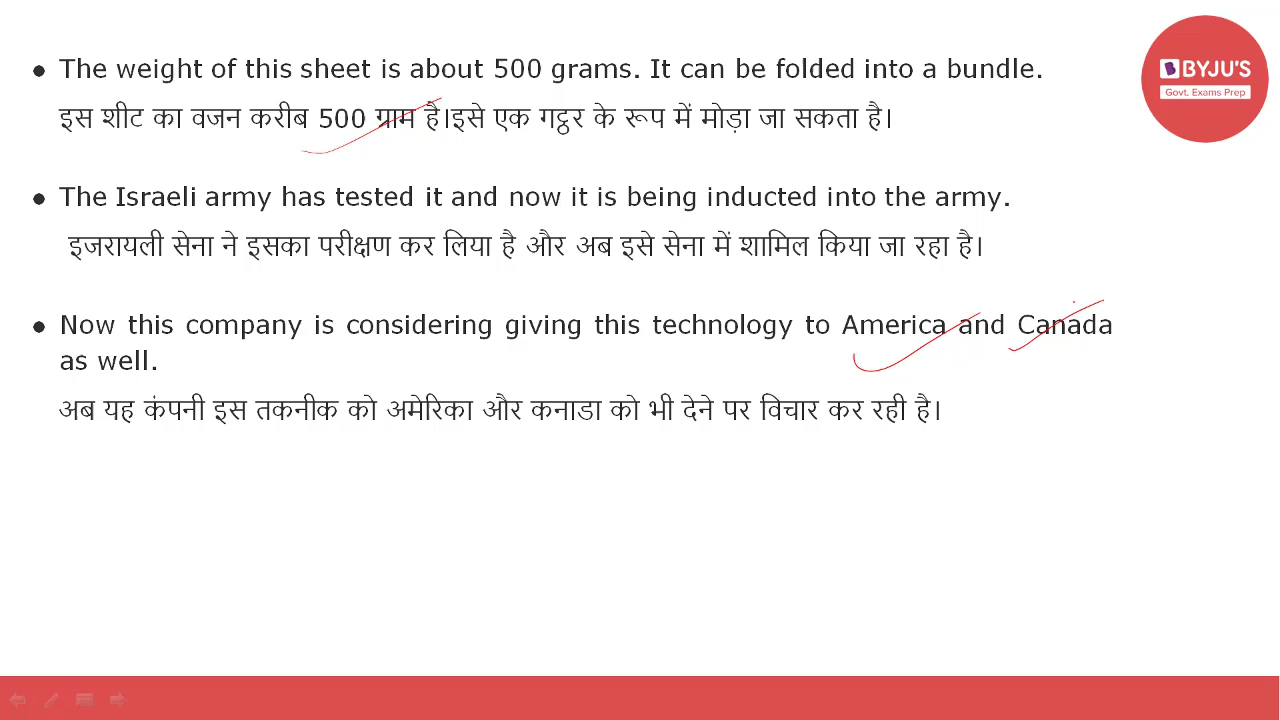 BYJU'S
Govt. Exams Prep
• The weight of this sheet is about 500 grams. It can be folded into a bundle.
इस शीट का वजन करीब 500 ग्राम है।इसे एक गट्ठर के रूप में मोड़ा जा सकता है।
• The Israeli army has tested it and now it is being inducted into the army.
इजरायली सेना ने इसका परीक्षण कर लिया है और अब इसे सेना में शामिल किया जा रहा है।
• Now this company is considering giving this technology to America and Canada
as well.
अब यह कंपनी इस तकनीक को अमेरिका और कनाडा को भी देने पर विचार कर रही है।